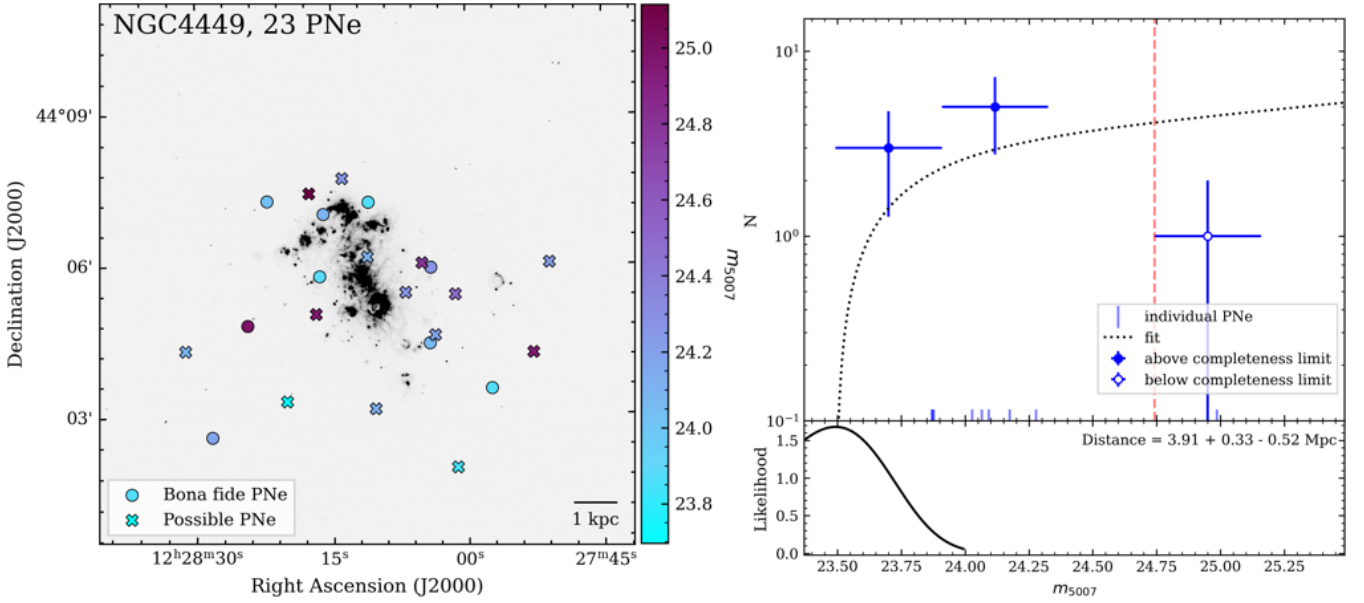 NGC4449, 23 PNe
44°09'
06'
03'
Declination (J2000)
Bona fide PNe
Possible PNe
1 kpc
12ʰ28ᵐ30ˢ
15ˢ
00ˢ
27ᵐ45ˢ
Right Ascension (J2000)
25.0
24.8
24.6
24.4
24.2
24.0
23.8
m₅₀₀₇
10¹
10⁰
10⁻¹
N
individual PNe
fit
above completeness limit
below completeness limit
Distance = 3.91 + 0.33 - 0.52 Mpc
1.5
1.0
0.5
0.0
Likelihood
23.50
23.75
24.00
24.25
24.50
24.75
25.00
25.25
m₅₀₀₇